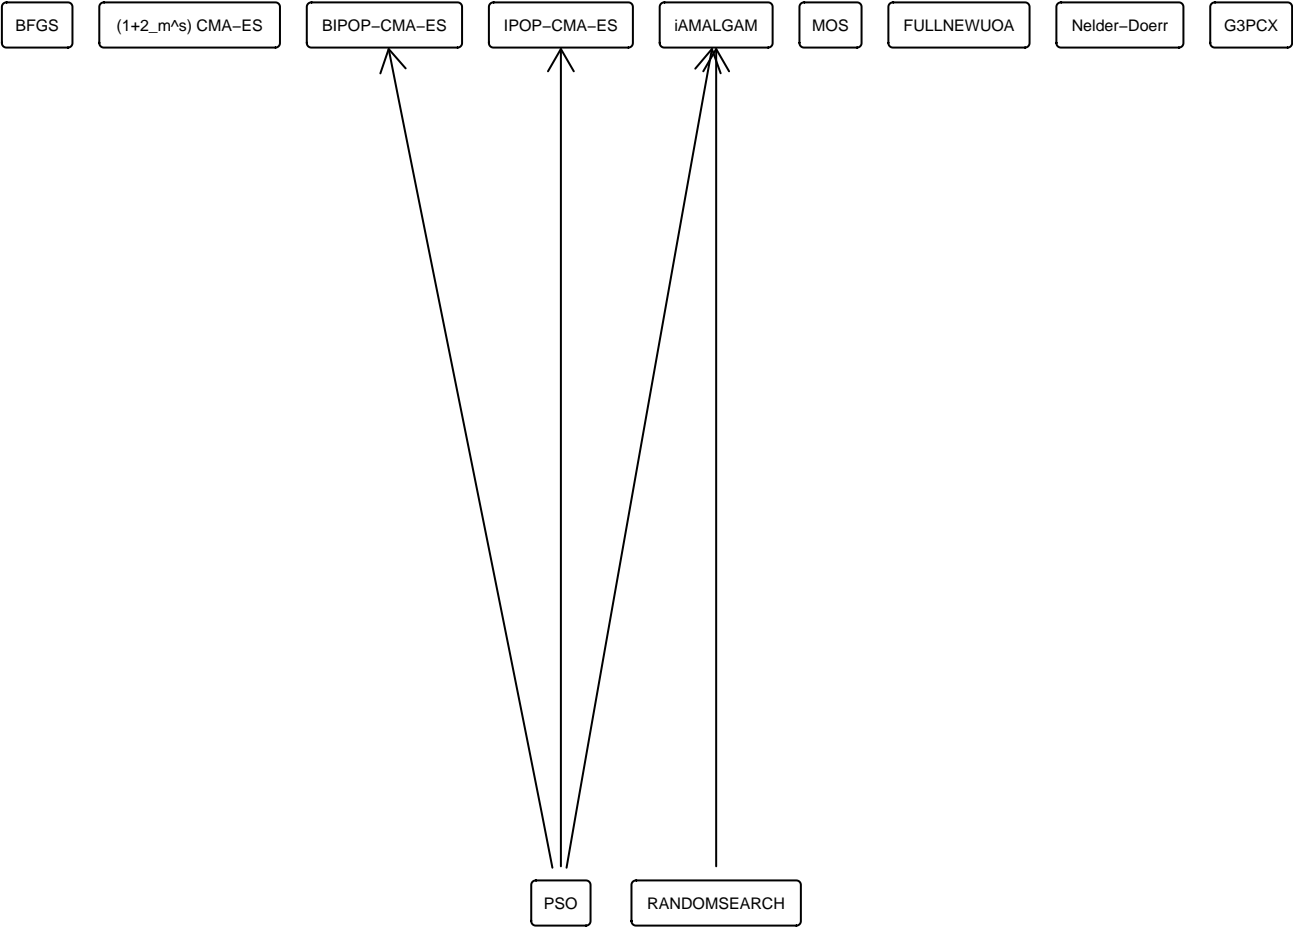 BFGS
(1+2_m^s) CMA−ES
BIPOP−CMA−ES
IPOP−CMA−ES
iAMALGAM
MOS
FULLNEWUOA
Nelder−Doerr
G3PCX
PSO
RANDOMSEARCH